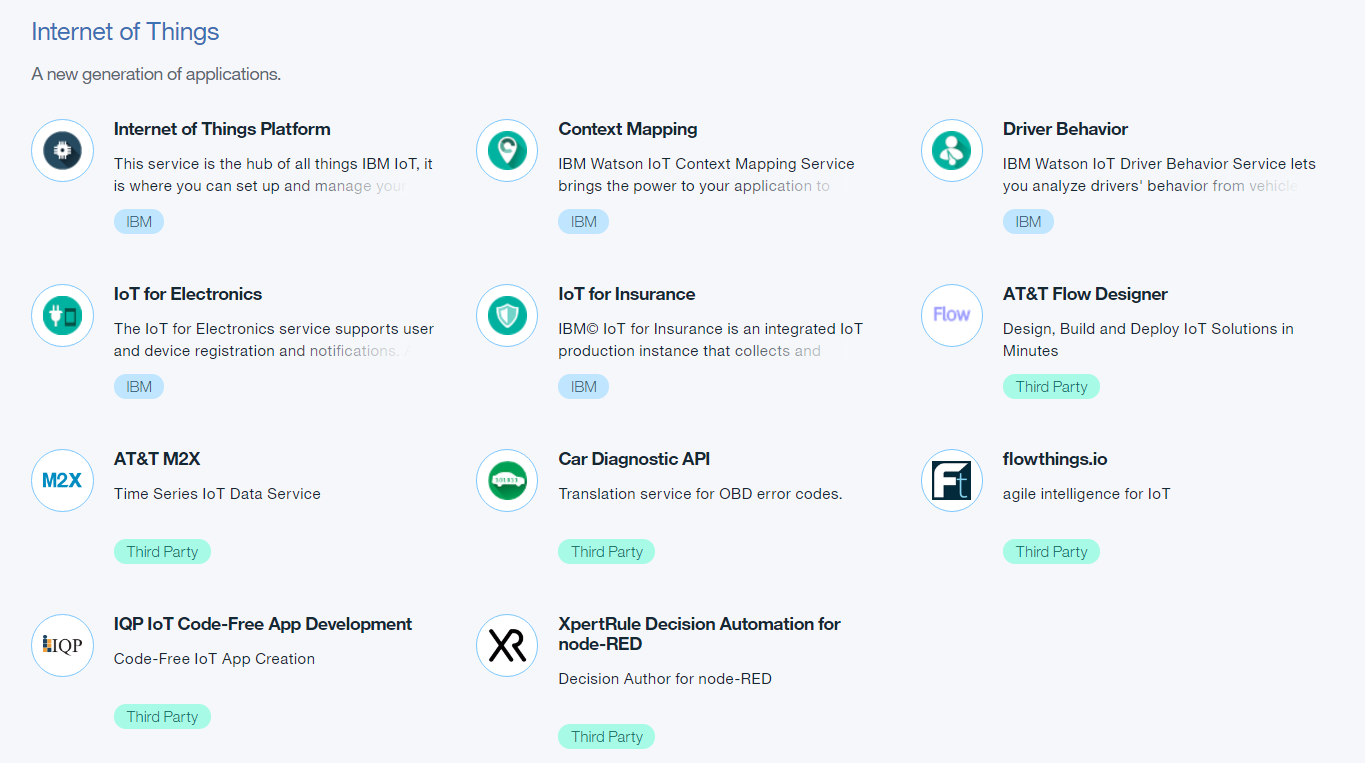 Internet of Things
A new generation of applications.
Internet of Things Platform
This service is the hub of all things IBM IoT, it
is where you can set up and manage your
IBM
Context Mapping
IBM Watson IoT Context Mapping Service
brings the power to your application to
IBM
Driver Behavior
IBM Watson IoT Driver Behavior Service lets
you analyze drivers' behavior from vehicle
IBM
IoT for Electronics
The IoT for Electronics service supports user
and device registration and notifications.
IBM
IoT for Insurance
IBM© IoT for Insurance is an integrated IoT
production instance that collects and
IBM
Flow
AT&T Flow Designer
Design, Build and Deploy IoT Solutions in
Minutes
Third Party
M2X
AT&T M2X
Time Series IoT Data Service
Third Party
Car Diagnostic API
Translation service for OBD error codes.
Third Party
Ft
flowthings.io
agile intelligence for IoT
Third Party
IQP
IQP IoT Code-Free App Development
Code-Free IoT App Creation
Third Party
XR
XpertRule Decision Automation for
node-RED
Decision Author for node-RED
Third Party